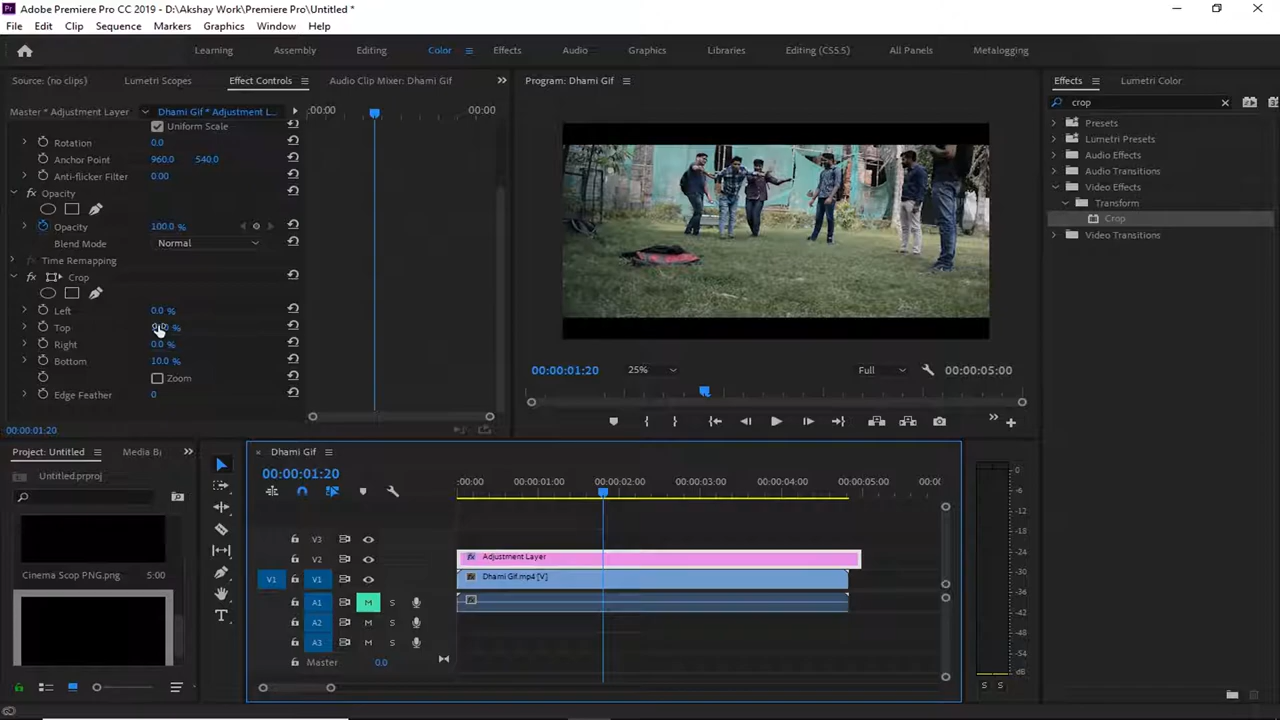 Adobe Premiere Pro CC 2019 - D:\Akshay Work\Premiere Pro\Untitled *
File Edit Clip Sequence Markers Graphics Window Help
Learning Assembly Editing Color Effects Audio Graphics Libraries Editing (CS5.5) All Panels Metalogging
Source: (no clips) Lumetri Scopes Effect Controls Audio Clip Mixer: Dhami Gif
Master * Adjustment Layer Dhami Gif * Adjustment L...
:00:00 00:00
Uniform Scale
Rotation 0.0
Anchor Point 960.0 540.0
Anti-flicker Filter 0.00
fx Opacity
Opacity 100.0 %
Blend Mode Normal
Time Remapping
fx Crop
Left 0.0 %
Top %
Right 0.0 %
Bottom 10.0 %
Zoom
Edge Feather 0
00:00:01:20
Program: Dhami Gif
00:00:01:20 25% Full 00:00:05:00
Effects Lumetri Color
crop
Presets
Lumetri Presets
Audio Effects
Audio Transitions
Video Effects
Transform
Crop
Video Transitions
Project: Untitled Media B
Untitled.prproj
Cinema Scop PNG.png 5:00
× Dhami Gif
00:00:01:20
:00:00 00:00:01:00 00:00:02:00 00:00:03:00 00:00:04:00 00:00:05:00 00:0
V3
V2 fx Adjustment Layer
V1 V1 fx Dhami Gif.mp4 [V]
A1 M S fx
A2 M S
A3 M S
Master 0.0
0
-6
-12
-18
-24
-30
-36
-42
-48
-54
dB
S S